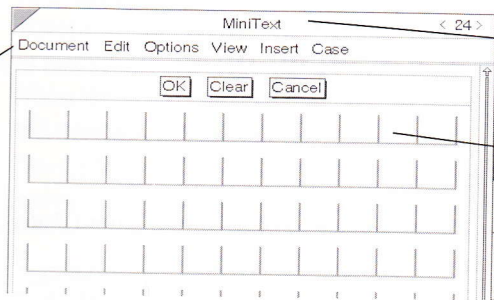 MiniText < 24 >
Document Edit Options View Insert Case
OK Clear Cancel